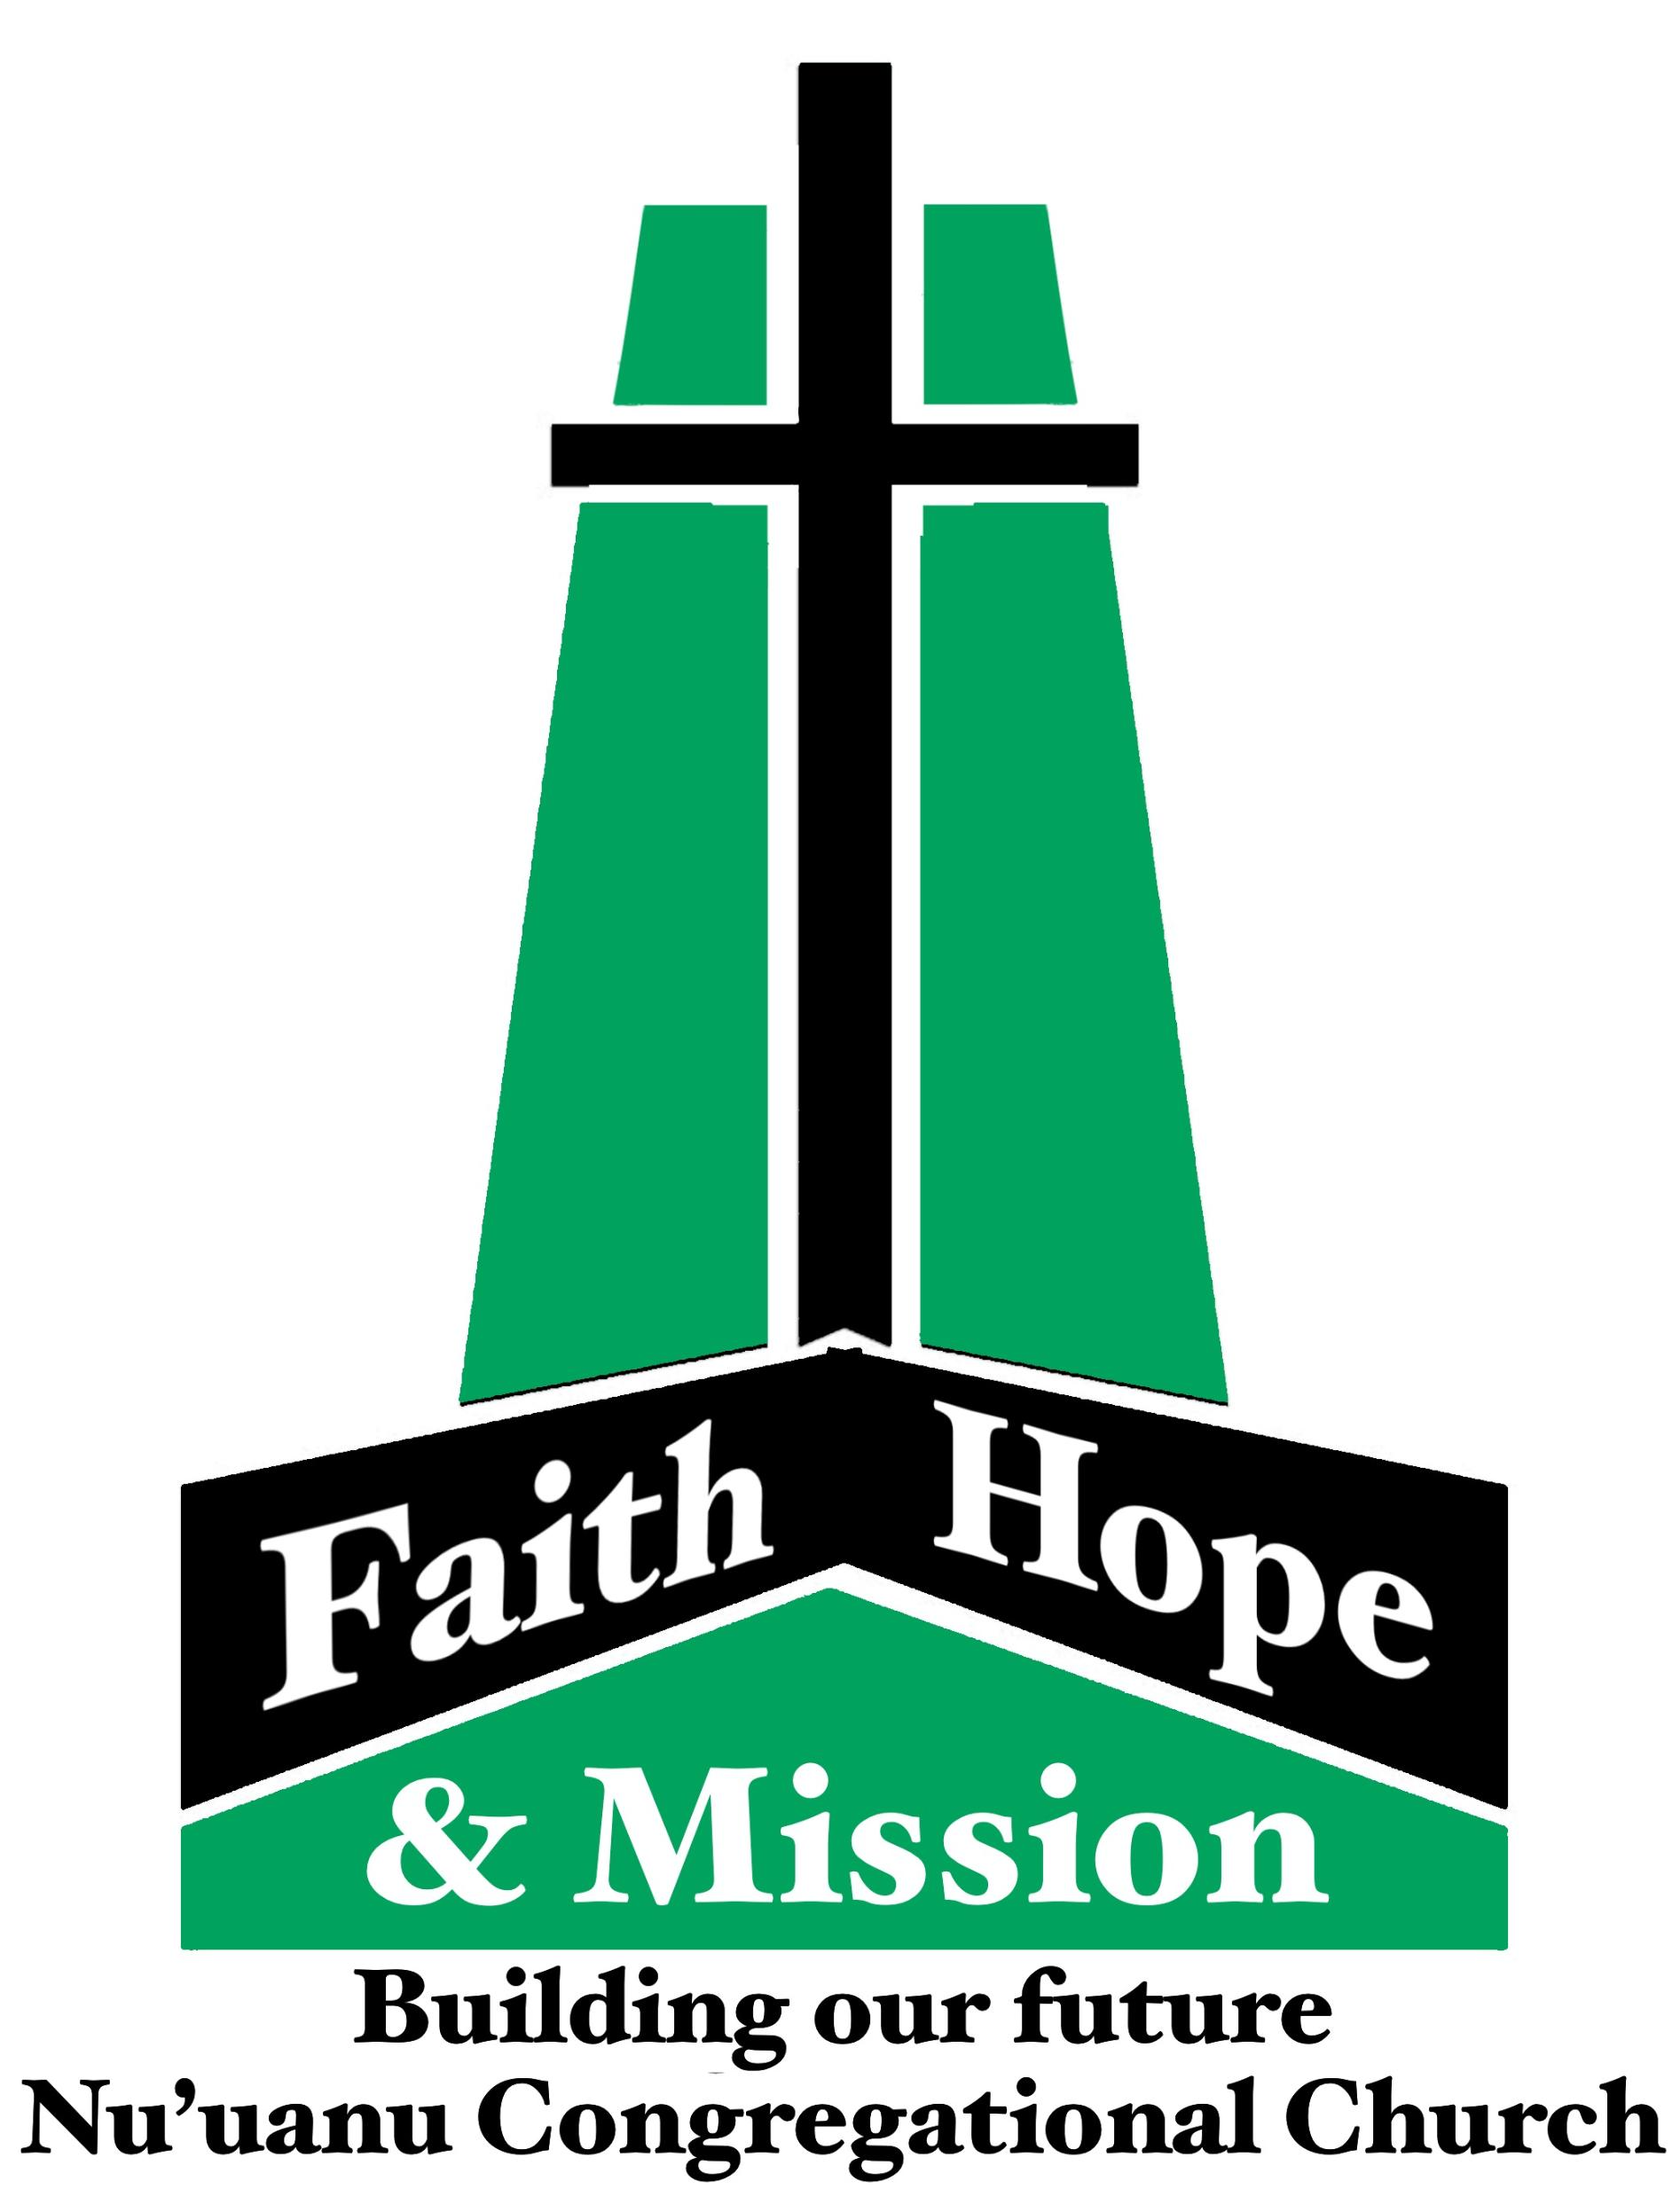 Faith Hope
& Mission
Building our future
Nu’uanu Congregational Church